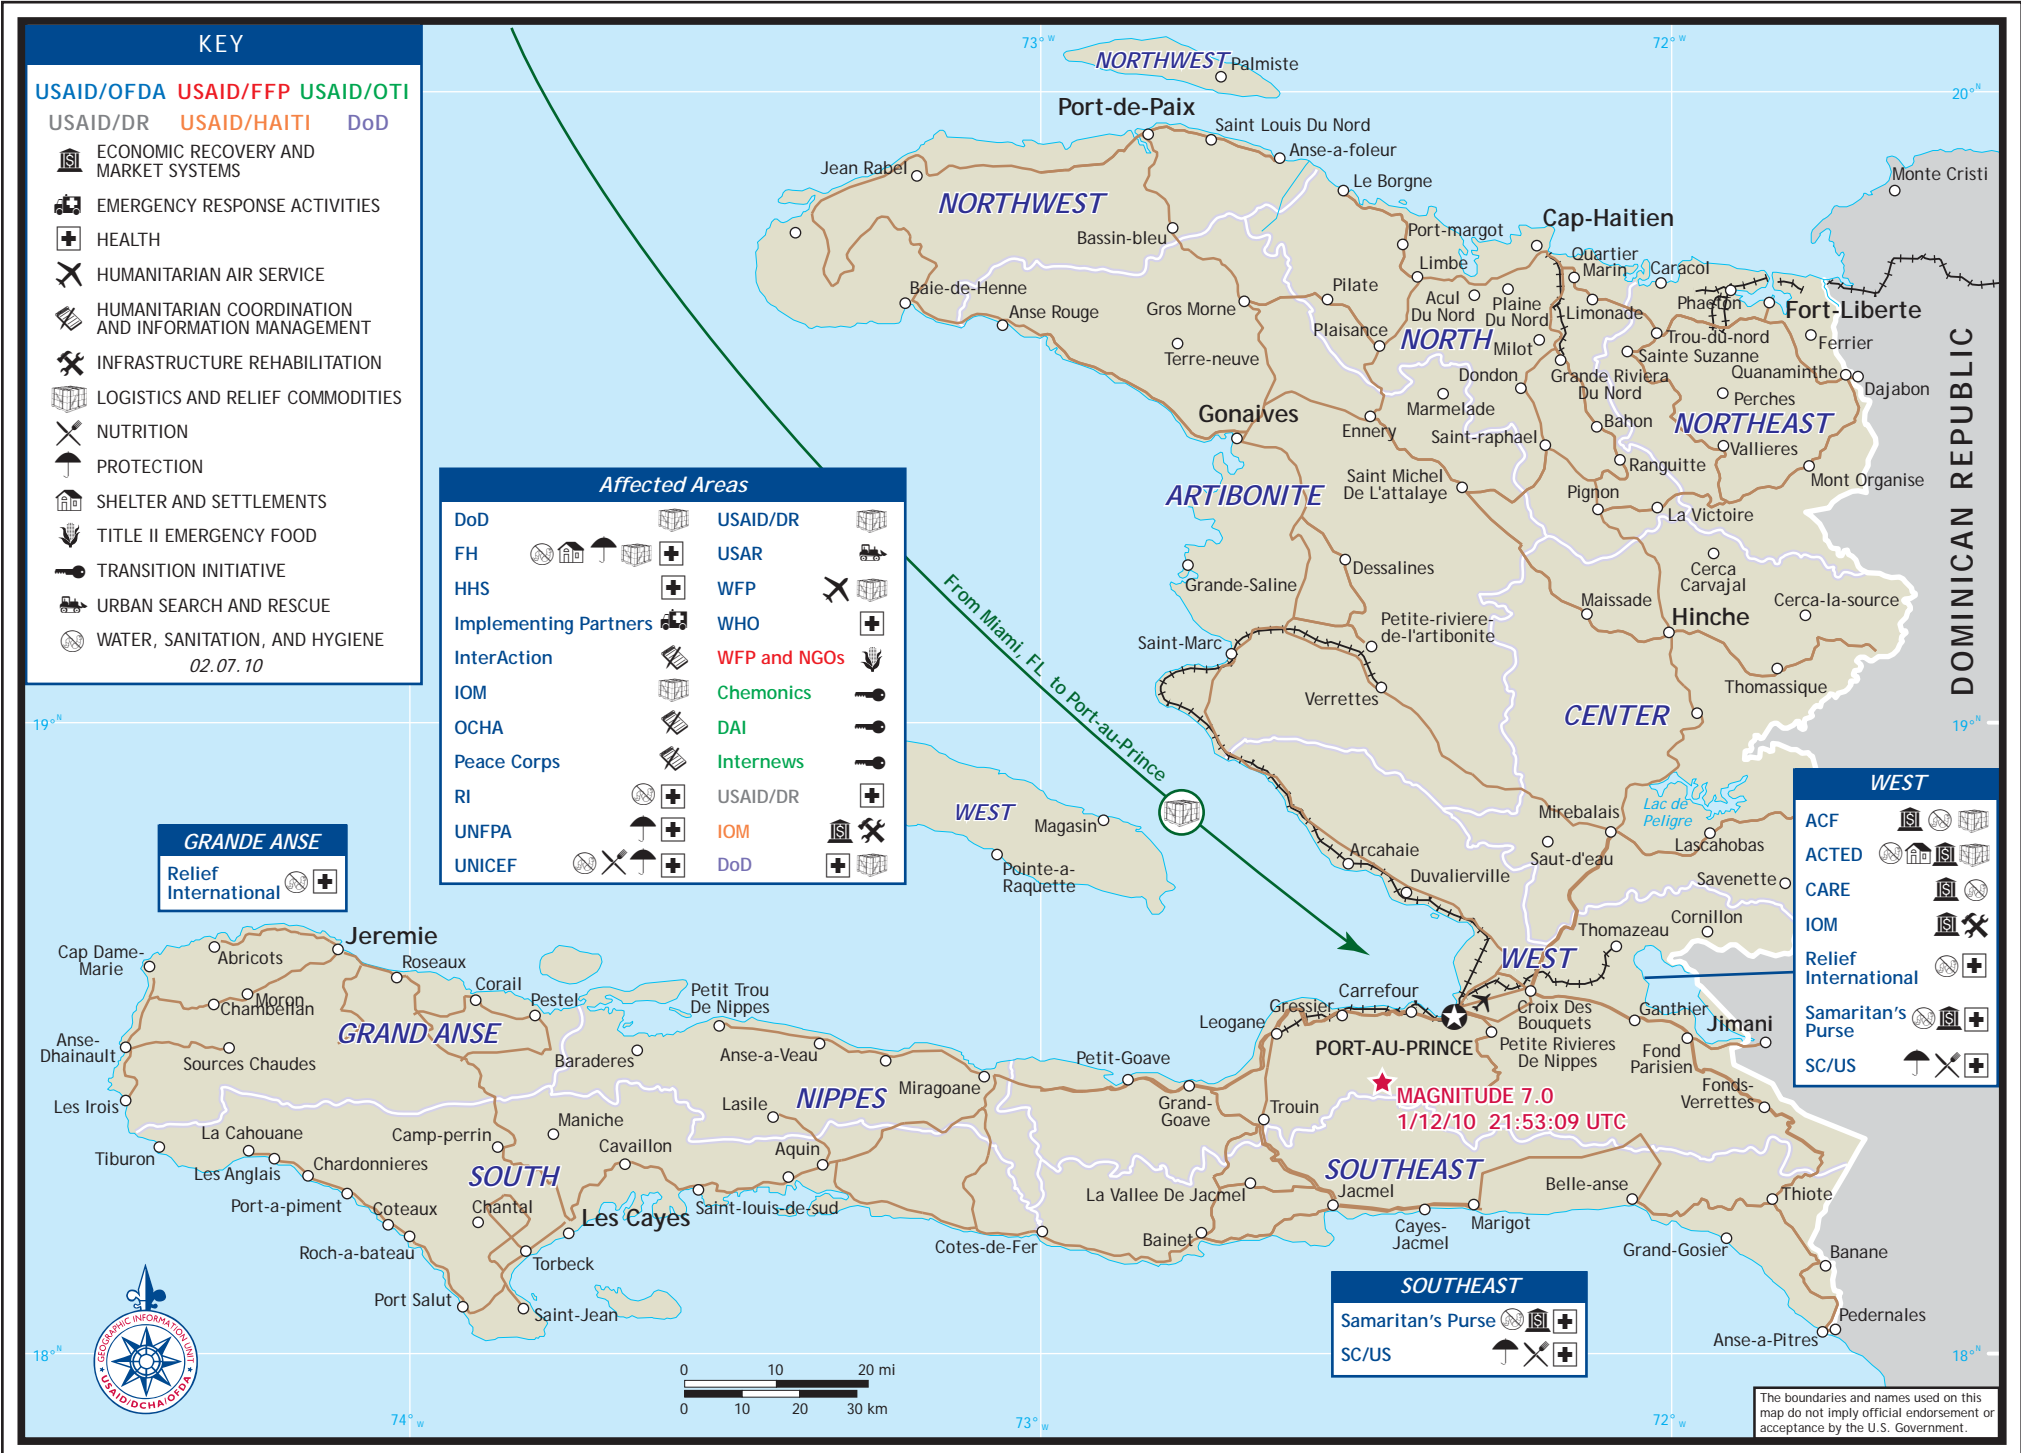 KEY
USAID/OFDA USAID/FFP USAID/OTI
USAID/DR USAID/HAITI DoD
ECONOMIC RECOVERY AND
MARKET SYSTEMS
EMERGENCY RESPONSE ACTIVITIES
HEALTH
HUMANITARIAN AIR SERVICE
HUMANITARIAN COORDINATION
AND INFORMATION MANAGEMENT
INFRASTRUCTURE REHABILITATION
LOGISTICS AND RELIEF COMMODITIES
NUTRITION
PROTECTION
SHELTER AND SETTLEMENTS
TITLE II EMERGENCY FOOD
TRANSITION INITIATIVE
URBAN SEARCH AND RESCUE
WATER, SANITATION, AND HYGIENE
02.07.10
Affected Areas
DoD
FH
HHS
Implementing Partners
InterAction
IOM
OCHA
Peace Corps
RI
UNFPA
UNICEF
USAID/DR
USAR
WFP
WHO
WFP and NGOs
Chemonics
DAI
Internews
USAID/DR
IOM
DoD
From Miami, FL to Port-au-Prince
73° W
72° W
20° N
NORTHWEST
Palmiste
Port-de-Paix
Saint Louis Du Nord
Anse-a-foleur
Jean Rabel
Le Borgne
Monte Cristi
NORTHWEST
Cap-Haitien
Bassin-bleu
Port-margot
Quartier
Marin
Limbe
Caracol
Baie-de-Henne
Pilate
Acul
Du Nord
Plaine
Du Nord
Phaeton
Anse Rouge
Gros Morne
Limonade
Fort-Liberte
Plaisance
NORTH
Milot
Trou-du-nord
Ferrier
Terre-neuve
Sainte Suzanne
Dondon
Grande Riviera
Du Nord
Quanaminthe
Dajabon
Marmelade
Perches
Gonaives
Ennery
Saint-raphael
Bahon
NORTHEAST
Vallieres
Ranguitte
Saint Michel
De L'attalaye
Mont Organise
ARTIBONITE
Pignon
La Victoire
DOMINICAN REPUBLIC
Dessalines
Cerca
Carvajal
Grande-Saline
Maissade
Cerca-la-source
Petite-riviere-
de-l'artibonite
Hinche
Saint-Marc
Thomassique
Verrettes
CENTER
19° N
19° N
Lac de
Peligre
Mirebalais
WEST
Magasin
Lascahobas
Saut-d'eau
Arcahaie
Pointe-a-
Raquette
Duvalierville
Savenette
Cornillon
Thomazeau
WEST
WEST
ACF
ACTED
CARE
IOM
Relief
International
Samaritan's
Purse
SC/US
GRANDE ANSE
Relief
International
Jeremie
Cap Dame-
Marie
Abricots
Roseaux
Corail
Moron
Chambellan
Pestel
Petit Trou
De Nippes
Gressier
Carrefour
Croix Des
Bouquets
Ganthier
GRAND ANSE
Leogane
Jimani
Anse-
Dhainault
Sources Chaudes
Baraderes
Anse-a-Veau
Petit-Goave
PORT-AU-PRINCE
Petite Rivieres
De Nippes
Fond
Parisien
Miragoane
MAGNITUDE 7.0
1/12/10 21:53:09 UTC
Fonds-
Verrettes
Les Irois
Lasile
NIPPES
Grand-
Goave
Trouin
La Cahouane
Camp-perrin
Maniche
Tiburon
Les Anglais
Chardonnieres
Cavaillon
Aquin
SOUTH
SOUTHEAST
Port-a-piment
Coteaux
Chantal
Saint-louis-de-sud
La Vallee De Jacmel
Jacmel
Belle-anse
Thiote
Les Cayes
Cayes-
Jacmel
Marigot
Roch-a-bateau
Cotes-de-Fer
Bainet
Grand-Gosier
Banane
Torbeck
Port Salut
Saint-Jean
Pedernales
Anse-a-Pitres
SOUTHEAST
Samaritan's Purse
SC/US
GEOGRAPHIC INFORMATION UNIT
USAID/DCHA/OFDA
18° N
18° N
0 10 20 mi
0 10 20 30 km
74° W
73° W
72° W
The boundaries and names used on this
map do not imply official endorsement or
acceptance by the U.S. Government.